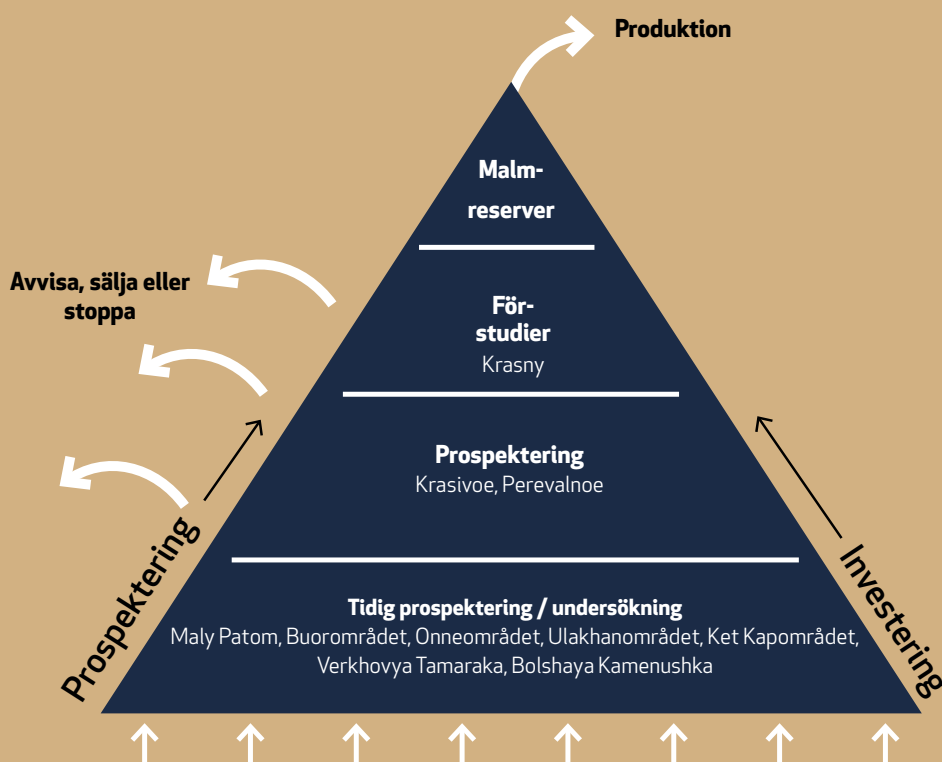 Produktion
Malm-
reserver
Avvisa, sälja eller
stoppa
För-
studier
Krasny
Prospektering
Krasivoe, Perevalnoe
Prospektering
Investering
Tidig prospektering / undersökning
Maly Patom, Buorområdet, Onneområdet, Ulakhanområdet, Ket Kapområdet,
Verkhovya Tamaraka, Bolshaya Kamenushka